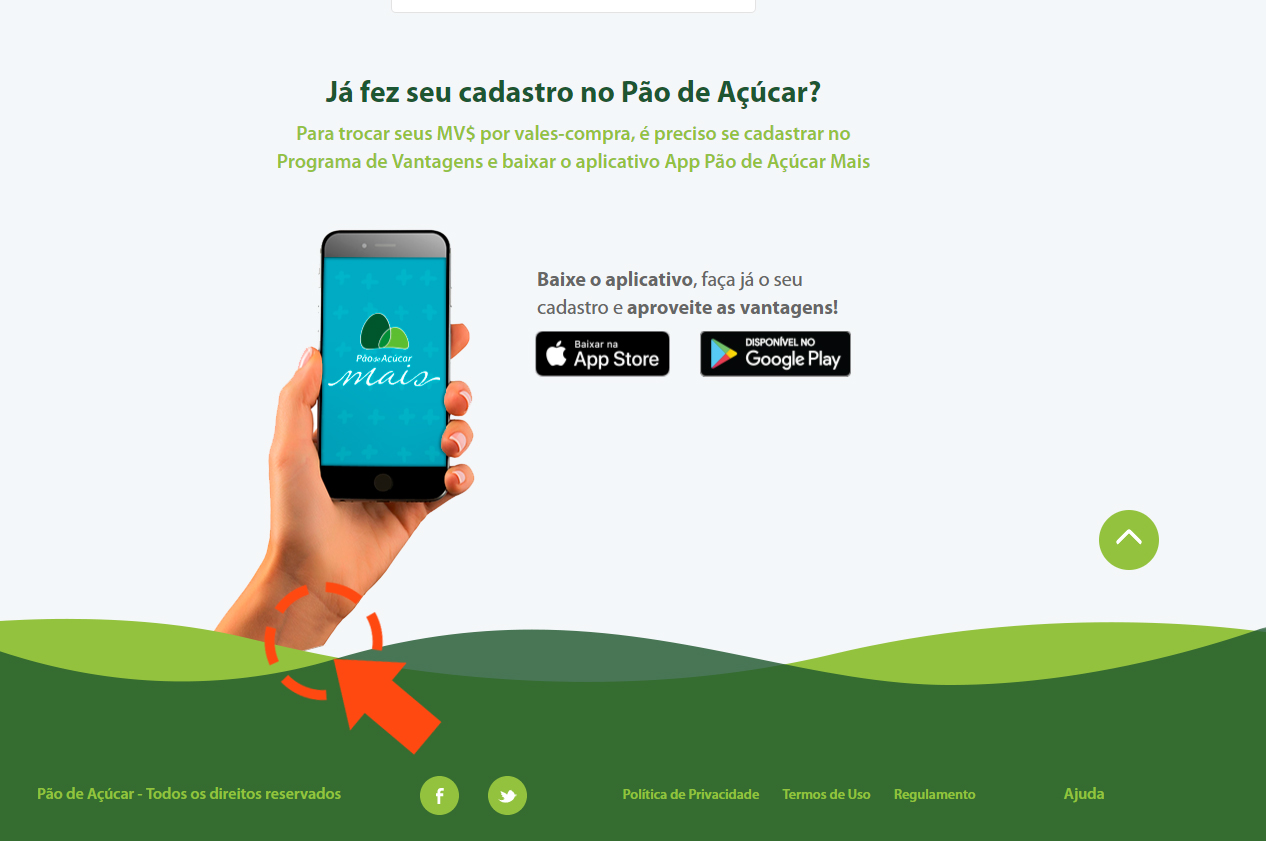 Já fez seu cadastro no Pão de Açúcar?
Para trocar seus MV$ por vales-compra, é preciso se cadastrar no
Programa de Vantagens e baixar o aplicativo App Pão de Açúcar Mais
Pão de Açúcar
mais
Baixe o aplicativo, faça já o seu
cadastro e aproveite as vantagens!
Baixar na
App Store
DISPONÍVEL NO
Google Play
Pão de Açúcar - Todos os direitos reservados
f
Política de Privacidade
Termos de Uso
Regulamento
Ajuda